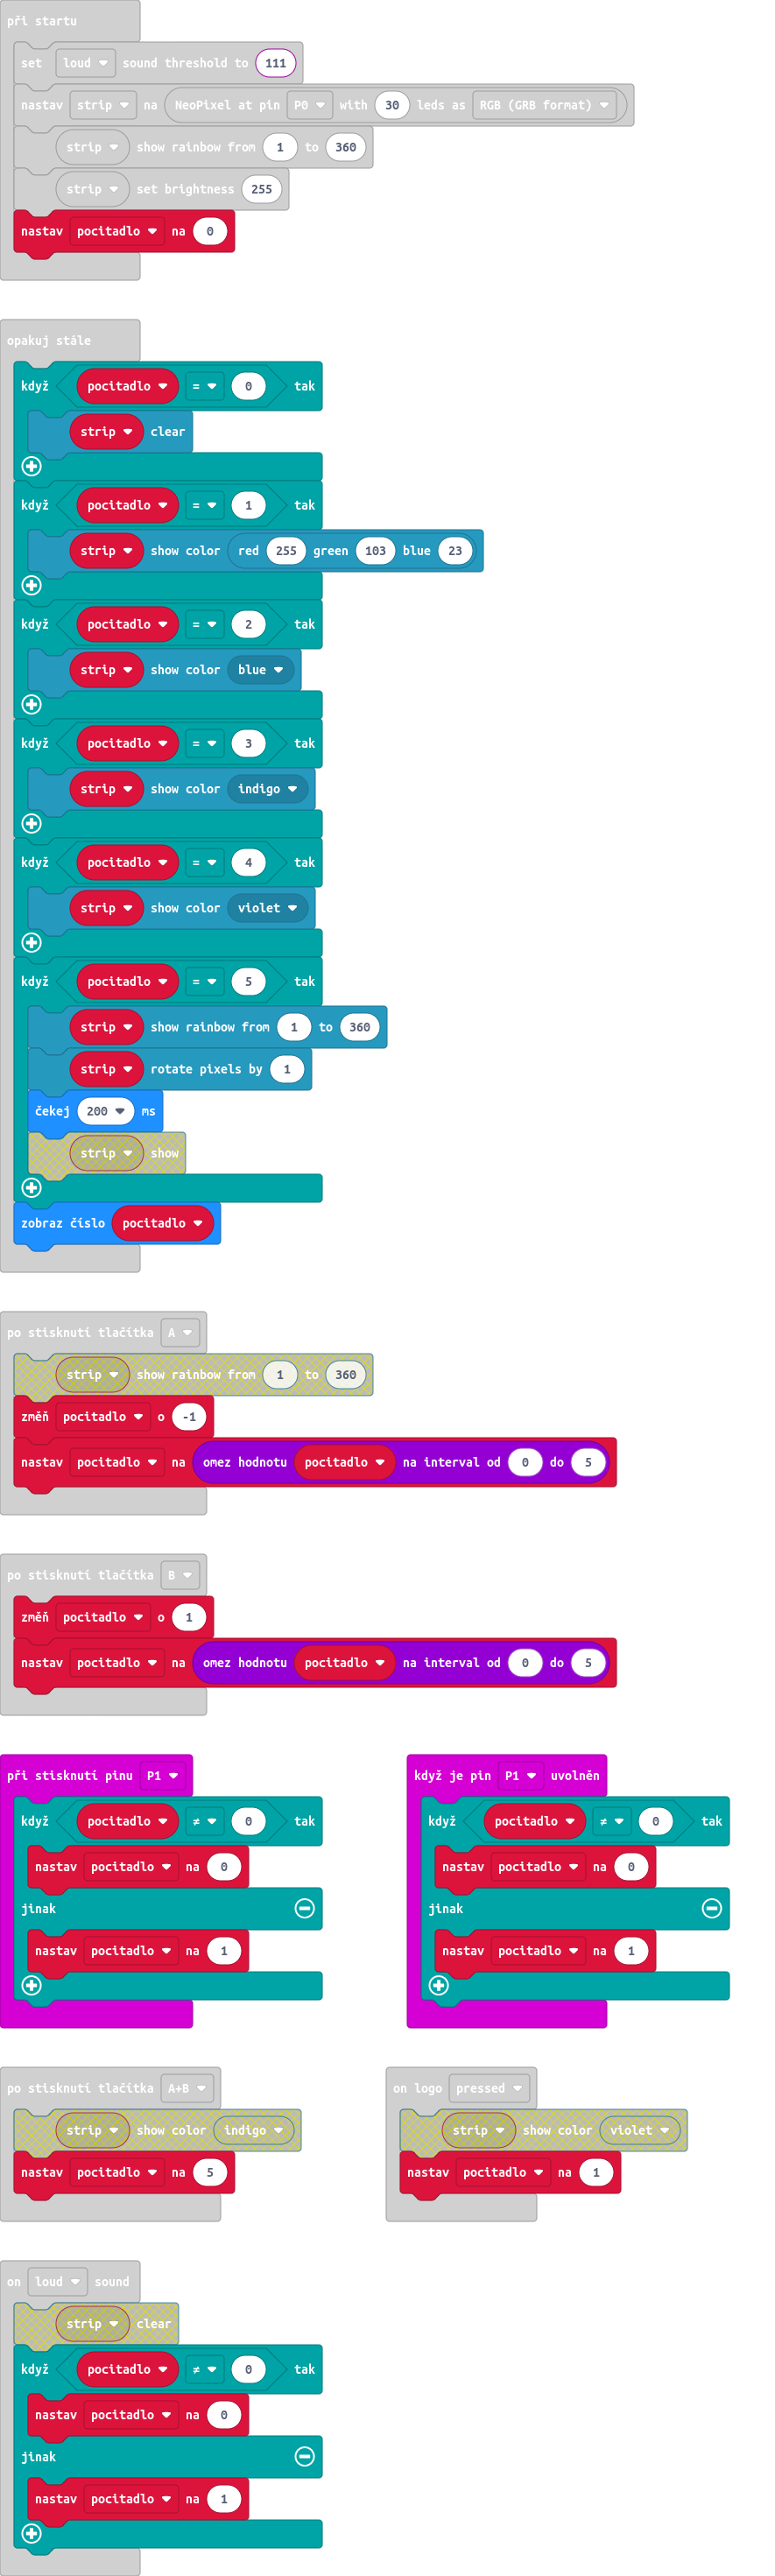 při startu
set loud sound threshold to 111
nastav strip na NeoPixel at pin P0 with 30 leds as RGB (GRB format)
strip show rainbow from 1 to 360
strip set brightness 255
nastav pocitadlo na 0
opakuj stále
když pocitadlo = 0 tak
strip clear
když pocitadlo = 1 tak
strip show color red 255 green 103 blue 23
když pocitadlo = 2 tak
strip show color blue
když pocitadlo = 3 tak
strip show color indigo
když pocitadlo = 4 tak
strip show color violet
když pocitadlo = 5 tak
strip show rainbow from 1 to 360
strip rotate pixels by 1
čekej 200 ms
strip show
zobraz číslo pocitadlo
po stisknutí tlačítka A
strip show rainbow from 1 to 360
změň pocitadlo o -1
nastav pocitadlo na omez hodnotu pocitadlo na interval od 0 do 5
po stisknutí tlačítka B
změň pocitadlo o 1
nastav pocitadlo na omez hodnotu pocitadlo na interval od 0 do 5
při stisknutí pinu P1
když pocitadlo ≠ 0 tak
nastav pocitadlo na 0
jinak
nastav pocitadlo na 1
když je pin P1 uvolněn
když pocitadlo ≠ 0 tak
nastav pocitadlo na 0
jinak
nastav pocitadlo na 1
po stisknutí tlačítka A+B
strip show color indigo
nastav pocitadlo na 5
on logo pressed
strip show color violet
nastav pocitadlo na 1
on loud sound
strip clear
když pocitadlo ≠ 0 tak
nastav pocitadlo na 0
jinak
nastav pocitadlo na 1